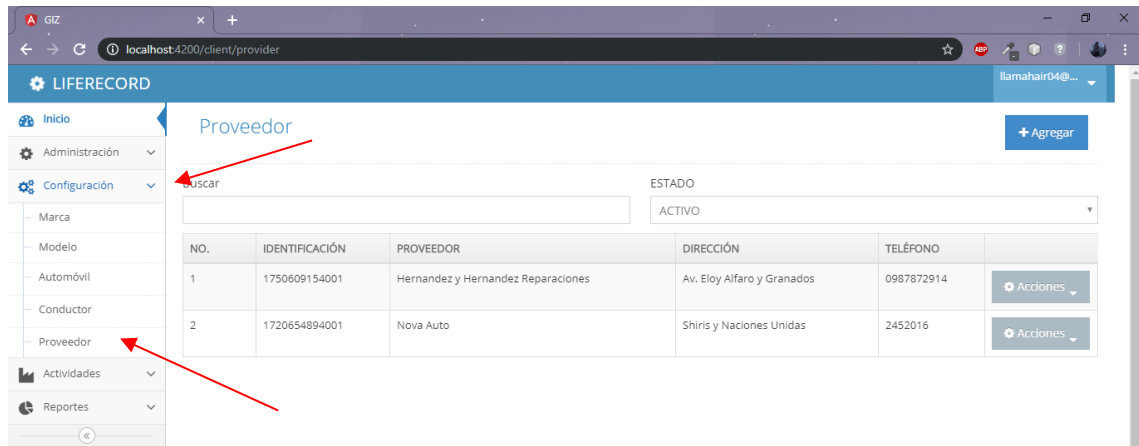 GIZ
localhost:4200/client/provider
ABP
LIFERECORD
llamahair04@...
Inicio
Administración
Configuración
Marca
Modelo
Automóvil
Conductor
Proveedor
Actividades
Reportes
Proveedor
+ Agregar
Buscar
ESTADO
ACTIVO
NO. IDENTIFICACIÓN PROVEEDOR DIRECCIÓN TELÉFONO
1 1750609154001 Hernandez y Hernandez Reparaciones Av. Eloy Alfaro y Granados 0987872914 Acciones
2 1720654894001 Nova Auto Shiris y Naciones Unidas 2452016 Acciones